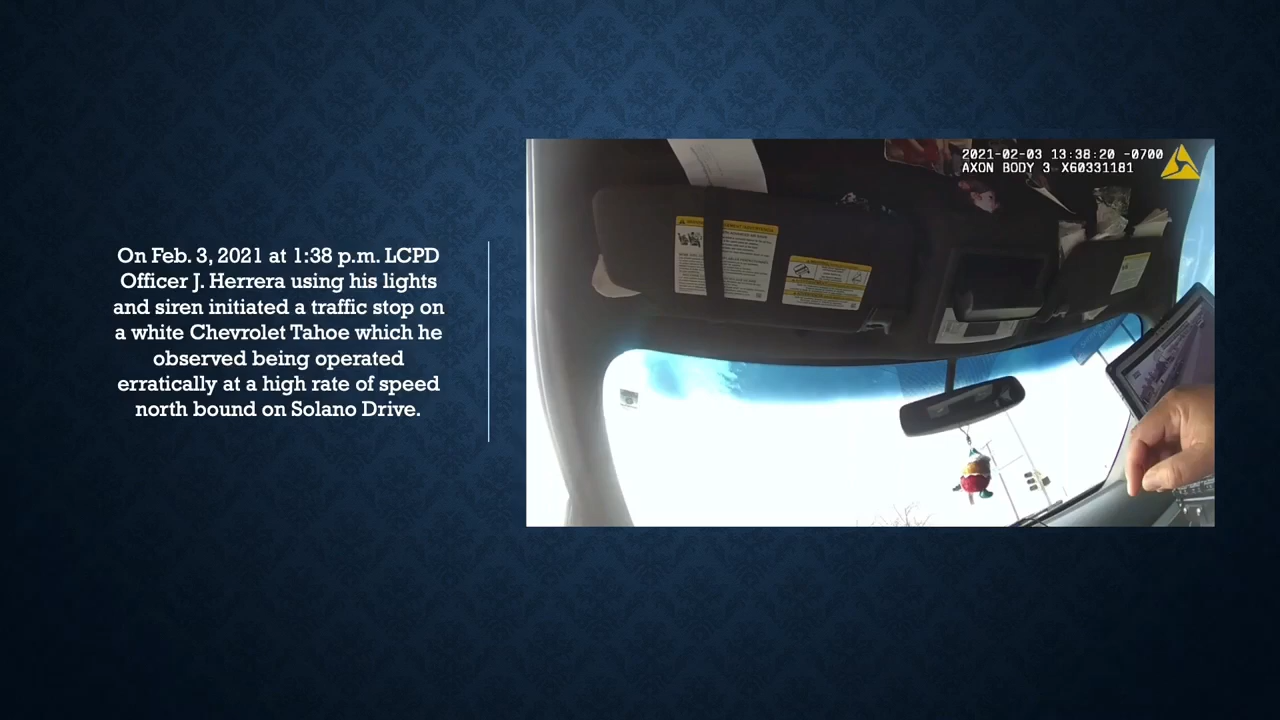 On Feb. 3, 2021 at 1:38 p.m. LCPD
Officer J. Herrera using his lights
and siren initiated a traffic stop on
a white Chevrolet Tahoe which he
observed being operated
erratically at a high rate of speed
north bound on Solano Drive.
2021-02-03 13:38:20 -0700
AXON BODY 3 X60331181